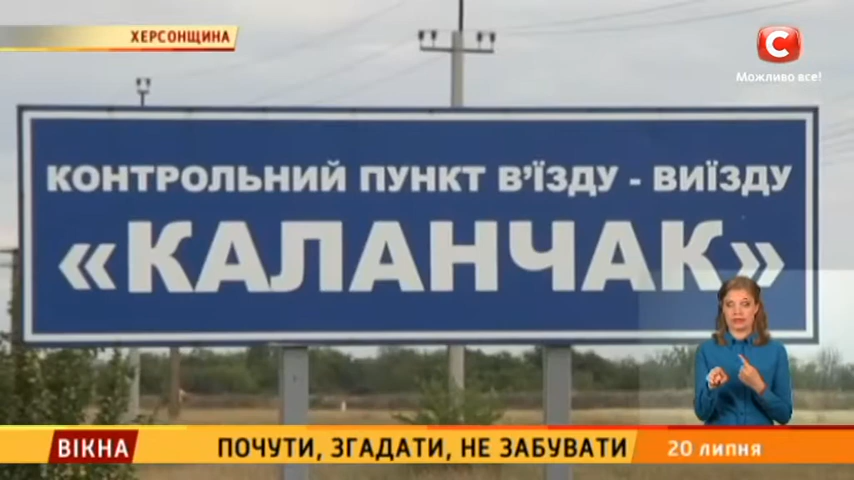 ХЕРСОНЩИНА
Можливо все!
КОНТРОЛЬНИЙ ПУНКТ В'ЇЗДУ - ВИЇЗДУ
«КАЛАНЧАК»
ВІКНА
ПОЧУТИ, ЗГАДАТИ, НЕ ЗАБУВАТИ
20 липня